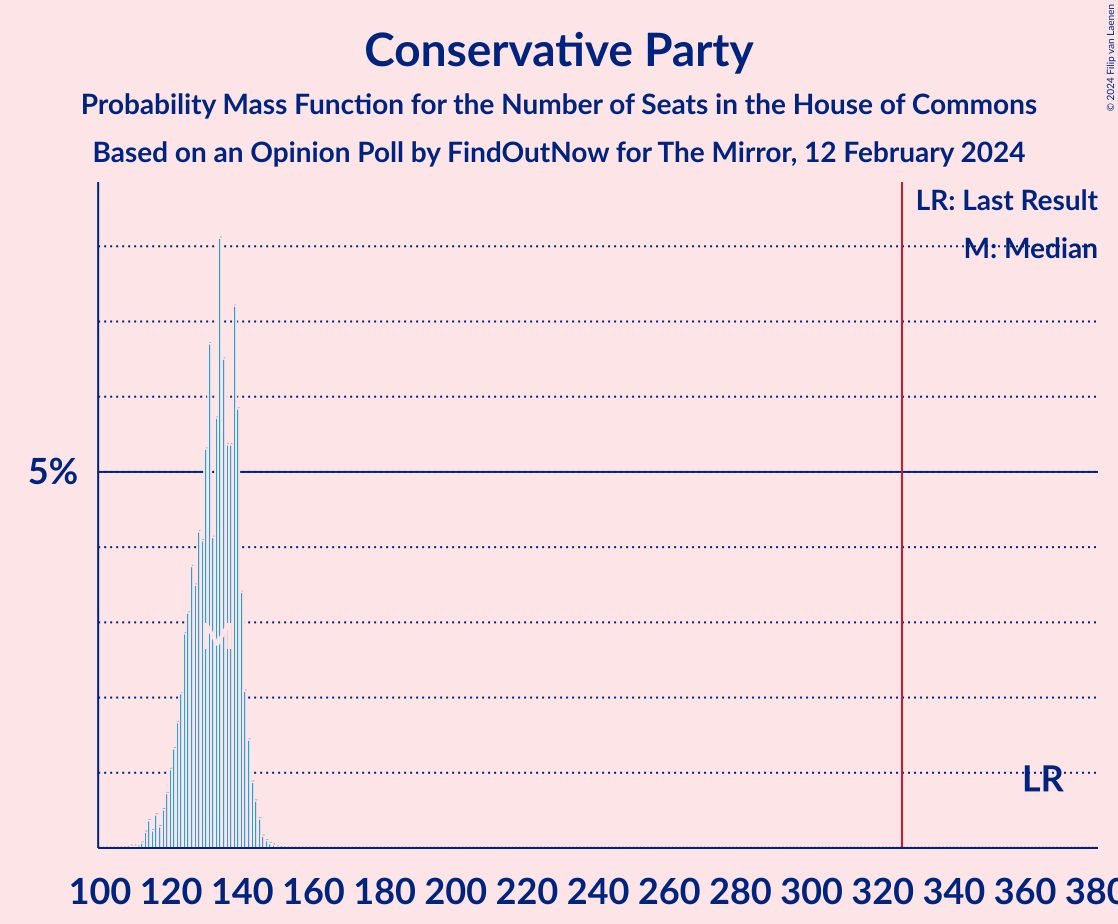 Conservative Party
Probability Mass Function for the Number of Seats in the House of Commons
Based on an Opinion Poll by FindOutNow for The Mirror, 12 February 2024
© 2024 Filip van Laenen
LR: Last Result
M: Median
5%
M
LR
100 120 140 160 180 200 220 240 260 280 300 320 340 360 380